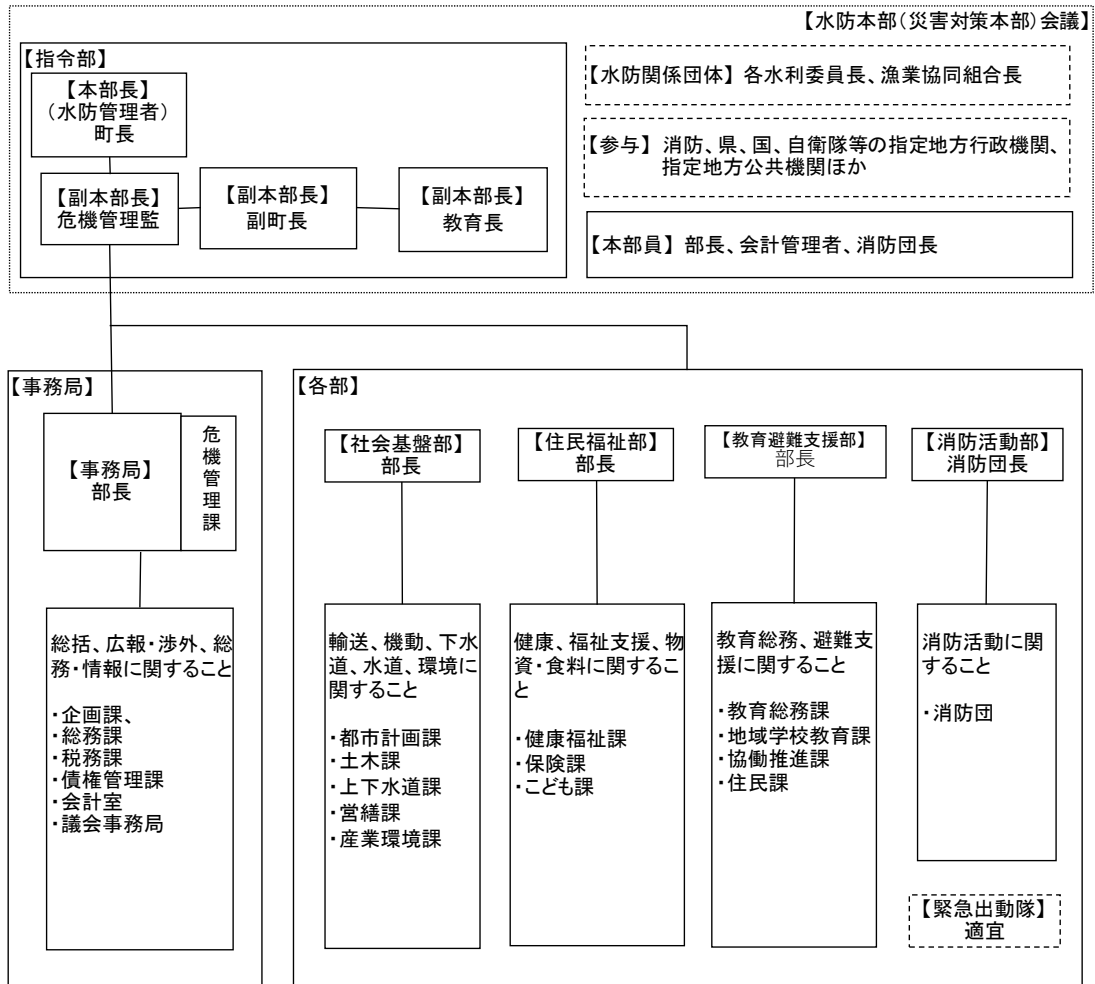 【水防本部(災害対策本部)会議】
【指令部】
【本部長】
(水防管理者)
町長
【副本部長】
危機管理監
【副本部長】
副町長
【副本部長】
教育長
【水防関係団体】 各水利委員長、漁業協同組合長
【参与】 消防、県、国、自衛隊等の指定地方行政機関、
指定地方公共機関ほか
【本部員】 部長、会計管理者、消防団長
【事務局】
【事務局】
部長
危機管理課
総括、広報・渉外、総
務・情報に関すること
・企画課、
・総務課
・税務課
・債権管理課
・会計室
・議会事務局
【各部】
【社会基盤部】
部長
輸送、機動、下水
道、水道、環境に
関すること
・都市計画課
・土木課
・上下水道課
・営繕課
・産業環境課
【住民福祉部】
部長
健康、福祉支援、物
資・食料に関するこ
と
・健康福祉課
・保険課
・こども課
【教育避難支援部】
部長
教育総務、避難支
援に関すること
・教育総務課
・地域学校教育課
・協働推進課
・住民課
【消防活動部】
消防団長
消防活動に関
すること
・消防団
【緊急出動隊】
適宜